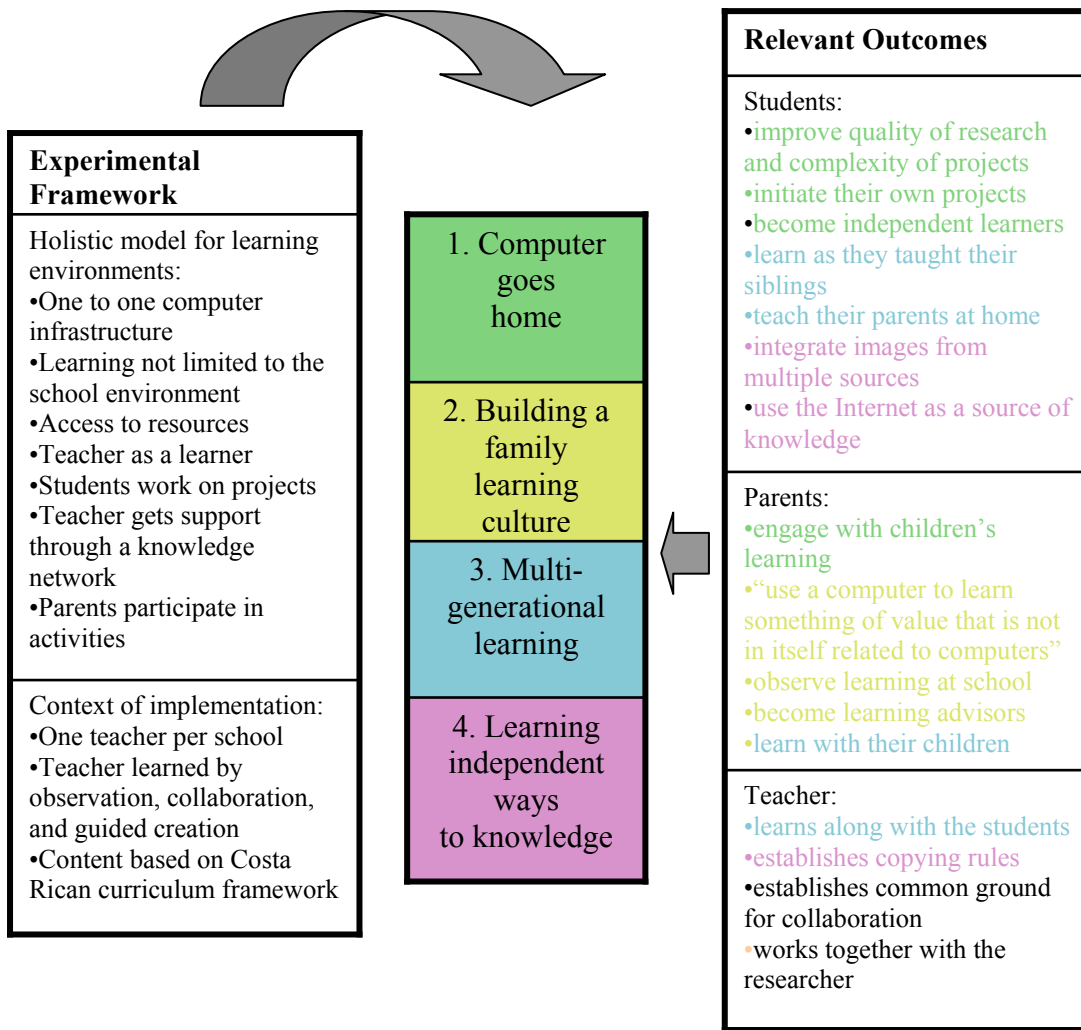 Experimental
Framework
Holistic model for learning
environments:
•One to one computer
infrastructure
•Learning not limited to the
school environment
•Access to resources
•Teacher as a learner
•Students work on projects
•Teacher gets support
through a knowledge
network
•Parents participate in
activities
Context of implementation:
•One teacher per school
•Teacher learned by
observation, collaboration,
and guided creation
•Content based on Costa
Rican curriculum framework
1. Computer
goes
home
2. Building a
family
learning
culture
3. Multi-
generational
learning
4. Learning
independent
ways
to knowledge
Relevant Outcomes
Students:
•improve quality of research
and complexity of projects
•initiate their own projects
•become independent learners
•learn as they taught their
siblings
•teach their parents at home
•integrate images from
multiple sources
•use the Internet as a source of
knowledge
Parents:
•engage with children’s
learning
•“use a computer to learn
something of value that is not
in itself related to computers”
•observe learning at school
•become learning advisors
•learn with their children
Teacher:
•learns along with the students
•establishes copying rules
•establishes common ground
for collaboration
•works together with the
researcher